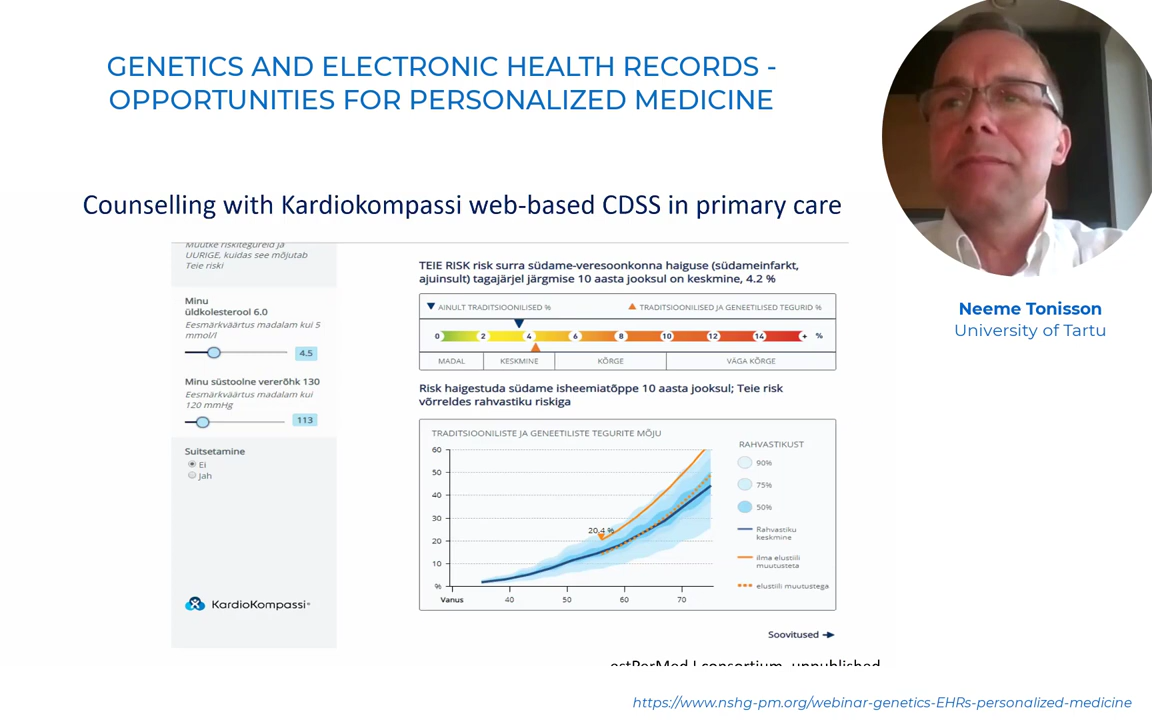 GENETICS AND ELECTRONIC HEALTH RECORDS -
OPPORTUNITIES FOR PERSONALIZED MEDICINE
Counselling with Kardiokompassi web-based CDSS in primary care
Muutke riskitegureid ja
UURIGE, kuidas see mõjutab
Teie riski
Minu
üldkolesterool 6.0
Eesmärkväärtus madalam kui 5
mmol/l
4.5
Minu süstoolne vererõhk 130
Eesmärkväärtus madalam kui
120 mmHg
113
Suitsetamine
Ei
Jah
KardioKompassi
TEIE RISK risk surra südame-veresoonkonna haiguse (südameinfarkt,
ajuinsult) tagajärjel järgmise 10 aasta jooksul on keskmine, 4.2 %
AINULT TRADITSIOONILISED %
TRADITSIOONILISED JA GENEETILISED TEGURID %
0 2 4 6 8 10 12 14 + %
MADAL KESKMINE KÕRGE VÄGA KÕRGE
Risk haigestuda südame isheemiatõppe 10 aasta jooksul; Teie risk
võrreldes rahvastiku riskiga
TRADITSIOONILISTE JA GENEETILISTE TEGURITE MÕJU
60
50
40
30
20
10
%
20.4 %
Vanus 40 50 60 70
RAHVASTIKUST
90%
75%
50%
Rahvastiku
keskmine
ilma elustiili
muutusteta
elustiili muutustega
Soovitused
estPerMed I consortium, unpublished
Neeme Tonisson
University of Tartu
https://www.nshg-pm.org/webinar-genetics-EHRs-personalized-medicine